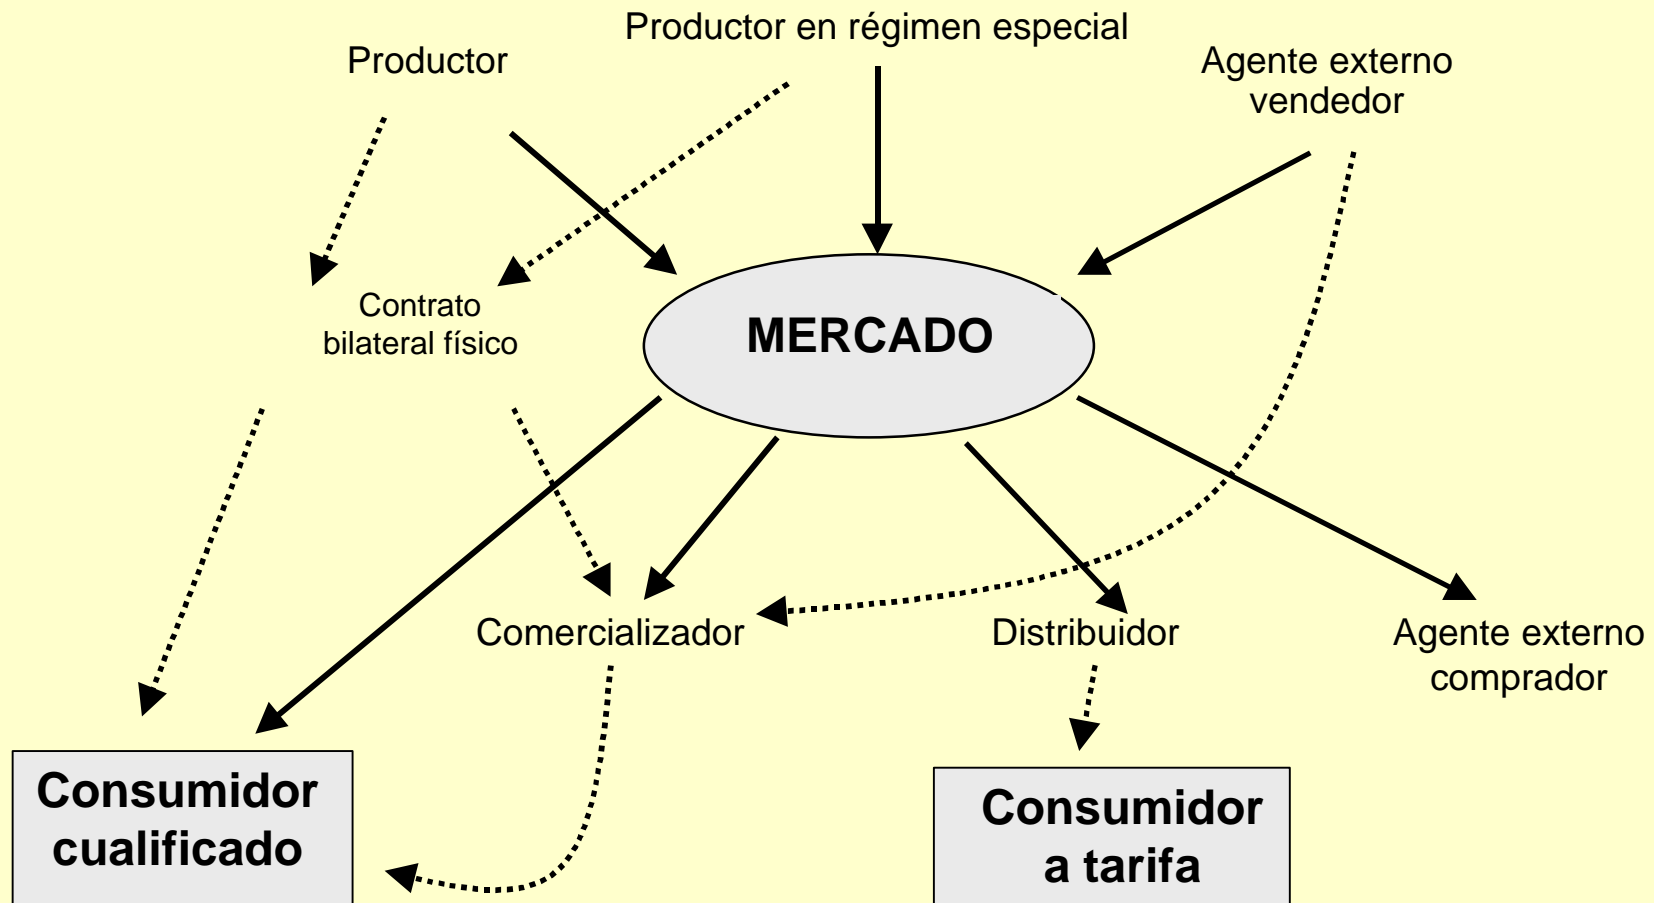 Productor en régimen especial
Productor
Agente externo
vendedor
Contrato
bilateral físico
MERCADO
Comercializador
Distribuidor
Agente externo
comprador
Consumidor
cualificado
Consumidor
a tarifa